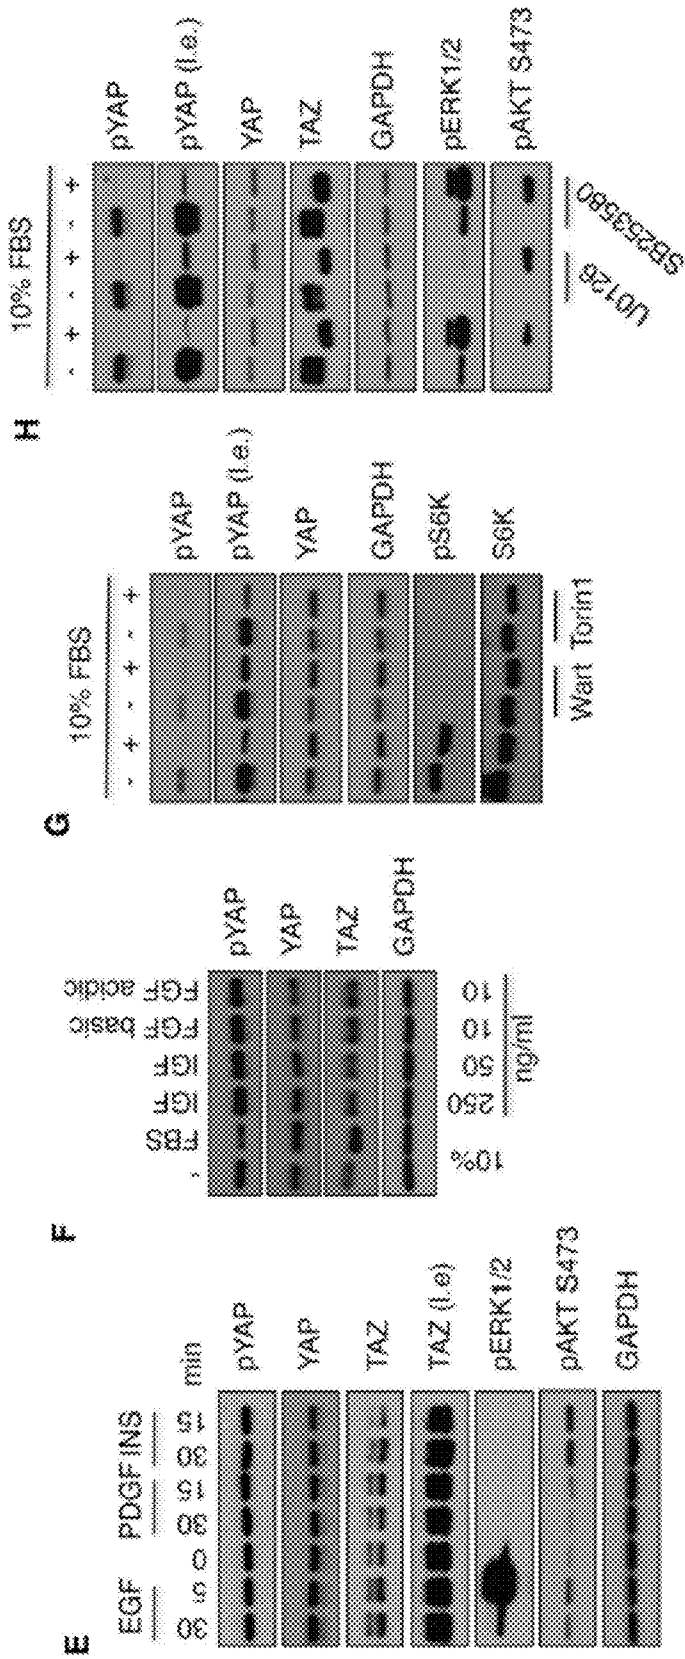 E
EGF PDGF INS
30 5 0 30 15 30 15 min
pYAP
YAP
TAZ
TAZ (l.e)
pERK1/2
pAKT S473
GAPDH
F
- FBS IGF IGF FGF basic FGF acidic
pYAP
YAP
TAZ
GAPDH
10% 250 50 10 10
ng/ml
G
10% FBS
- + - + - +
pYAP
pYAP (l.e.)
YAP
GAPDH
pS6K
S6K
Wart Torin1
H
10% FBS
- + - + - +
pYAP
pYAP (l.e.)
YAP
TAZ
GAPDH
pERK1/2
pAKT S473
U0126 SB253580